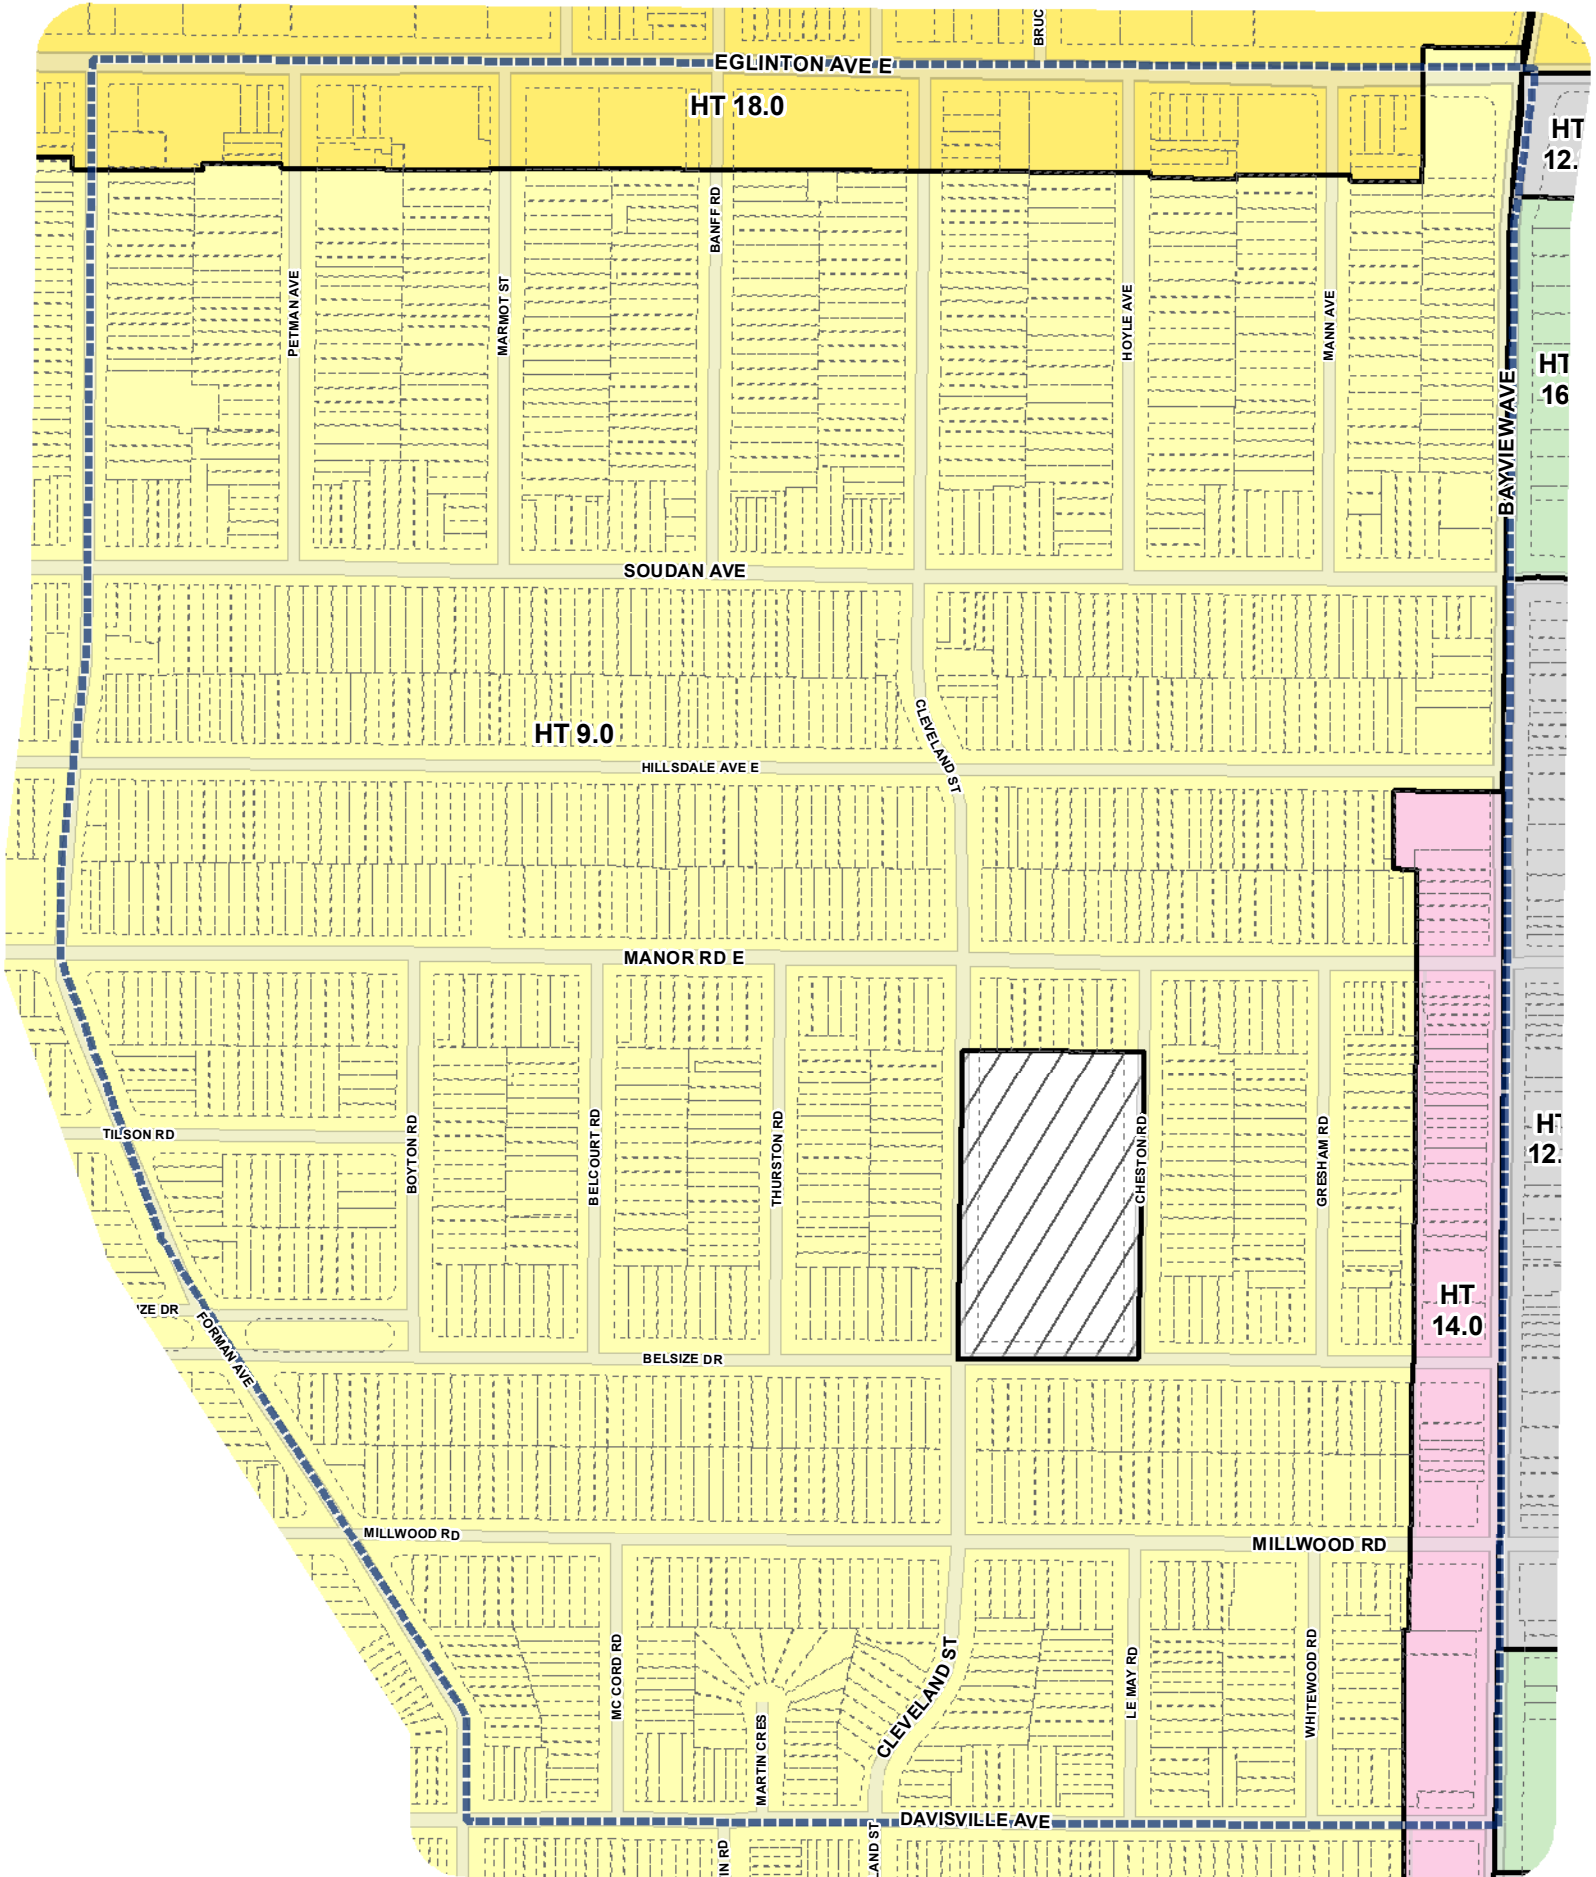 BRUC
EGLINTON AVE E
HT 18.0
HT
12.
BANFF RD
PETMAN AVE
MARMOT ST
HOYLE AVE
MANN AVE
HT
16
BAYVIEW AVE
SOUDAN AVE
CLEVELAND ST
HT 9.0
HILLSDALE AVE E
MANOR RD E
TILSON RD
BOYTON RD
BELCOURT RD
THURSTON RD
CHESTON RD
GRESHAM RD
HT
12.
HT
14.0
IZE DR
FORMAN AVE
BELSIZE DR
MILLWOOD RD
MILLWOOD RD
MC CORD RD
MARTIN CRES
CLEVELAND ST
LE MAY RD
WHITEWOOD RD
DAVISVILLE AVE
IN RD
LAND ST